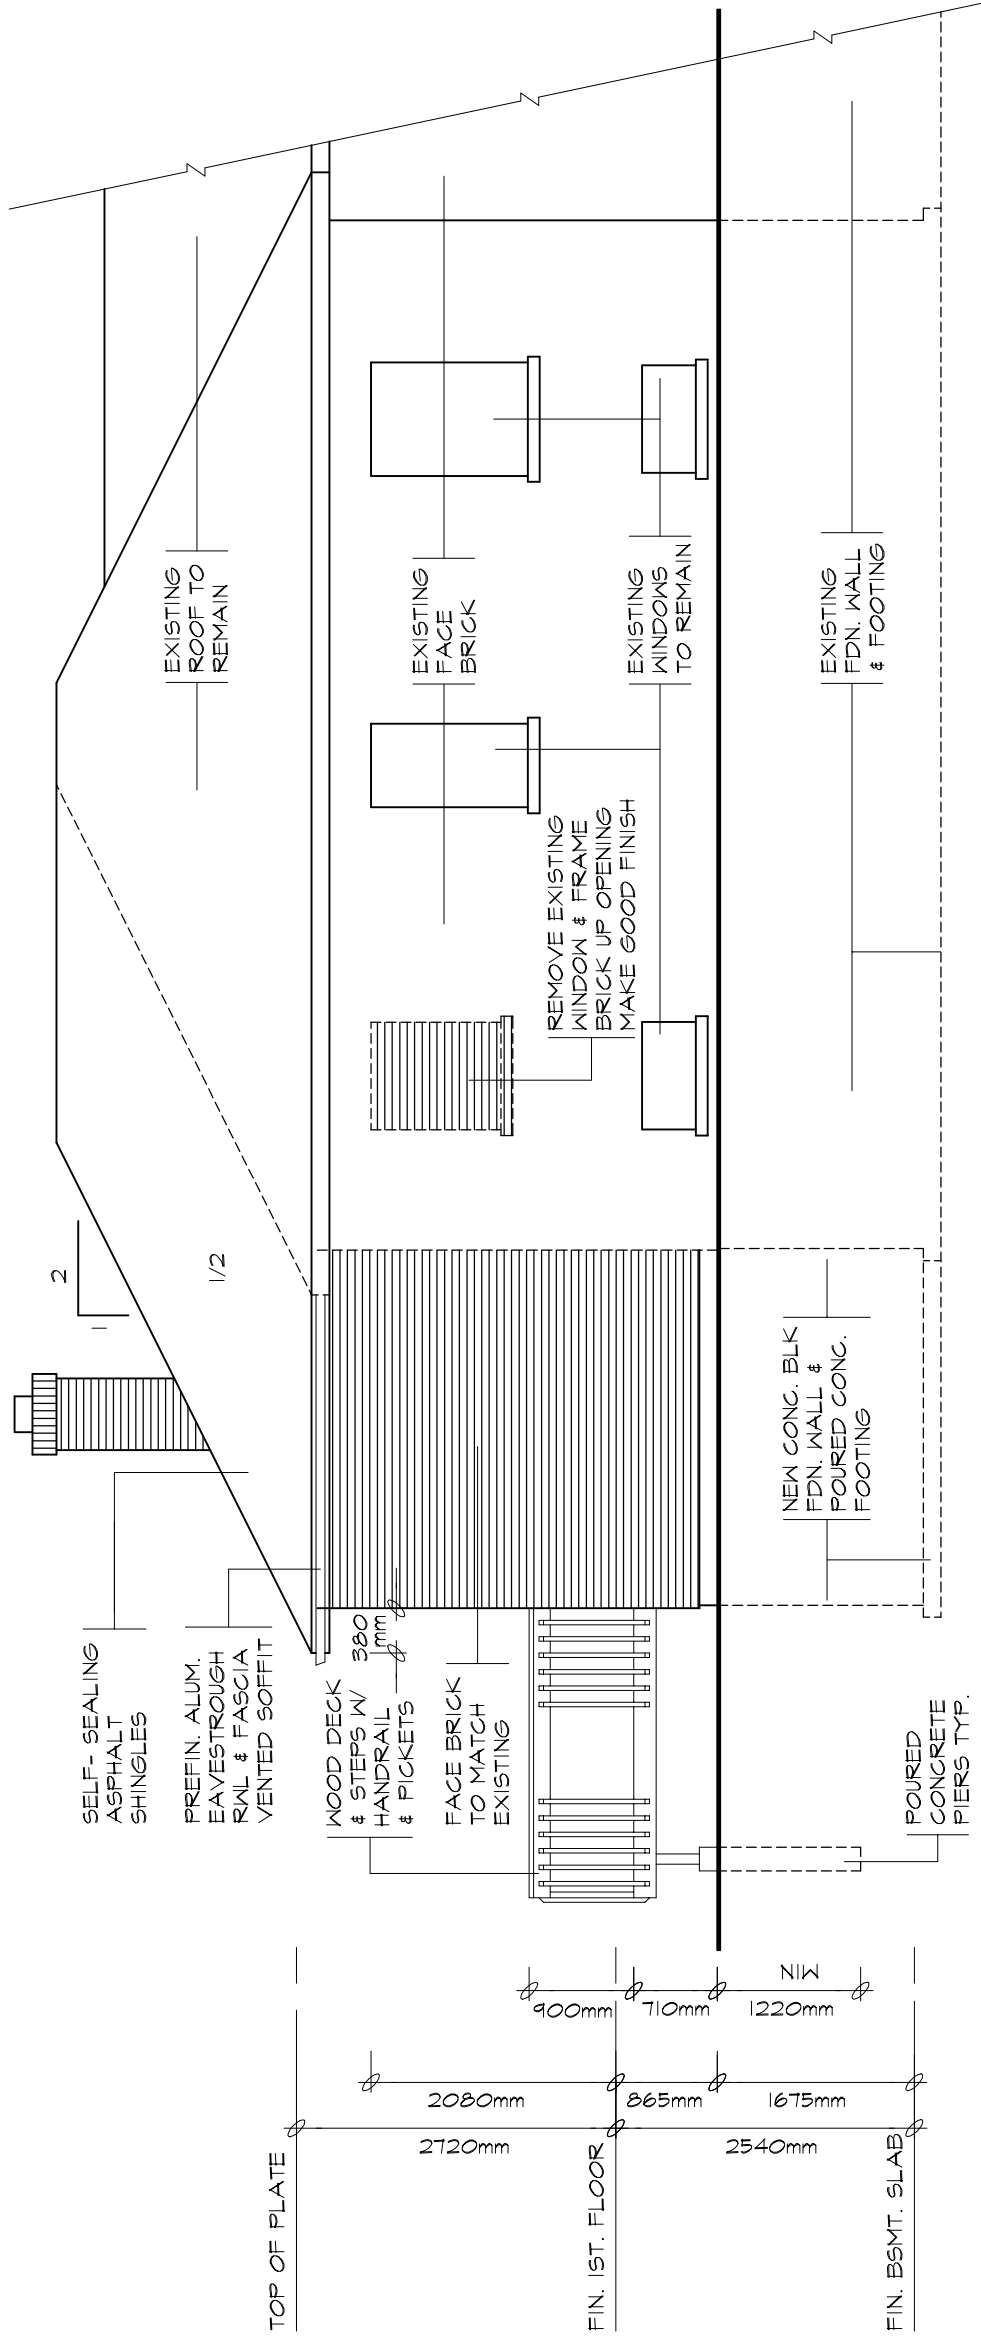 SELF- SEALING
ASPHALT
SHINGLES
PREFIN. ALUM.
EAVESTROUGH
RWL & FASCIA
VENTED SOFFIT
WOOD DECK
& STEPS W/
HANDRAIL
& PICKETS
380
mm
FACE BRICK
TO MATCH
EXISTING
2
1
1/2
EXISTING
ROOF TO
REMAIN
EXISTING
FACE
BRICK
REMOVE EXISTING
WINDOW & FRAME
BRICK UP OPENING
MAKE GOOD FINISH
EXISTING
WINDOWS
TO REMAIN
EXISTING
FDN. WALL
& FOOTING
NEW CONC. BLK
FDN. WALL &
POURED CONC.
FOOTING
POURED
CONCRETE
PIERS TYP.
TOP OF PLATE
FIN. 1ST. FLOOR
FIN. BSMT. SLAB
2720mm
2540mm
2080mm
865mm
1675mm
900mm
710mm
1220mm
MIN